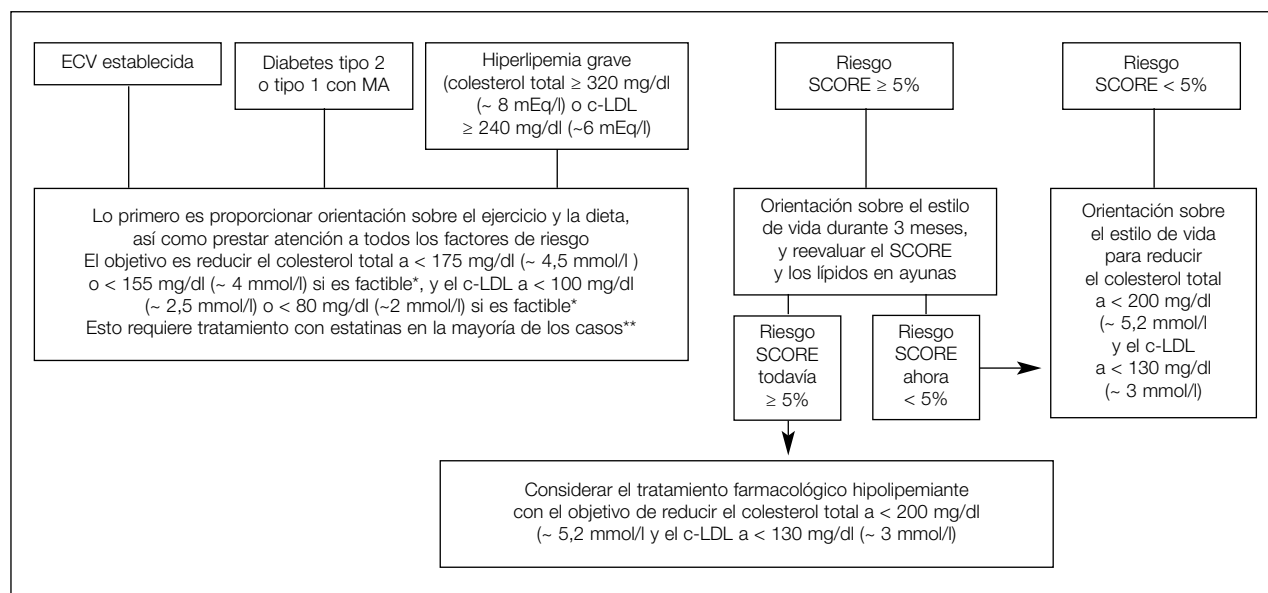 ECV establecida
Diabetes tipo 2
o tipo 1 con MA
Hiperlipemia grave
(colesterol total ≥ 320 mg/dl
(~ 8 mEq/l) o c-LDL
≥ 240 mg/dl (~6 mEq/l)
Riesgo
SCORE ≥ 5%
Riesgo
SCORE < 5%
Lo primero es proporcionar orientación sobre el ejercicio y la dieta,
así como prestar atención a todos los factores de riesgo
El objetivo es reducir el colesterol total a < 175 mg/dl (~ 4,5 mmol/l )
o < 155 mg/dl (~ 4 mmol/l) si es factible*, y el c-LDL a < 100 mg/dl
(~ 2,5 mmol/l) o < 80 mg/dl (~2 mmol/l) si es factible*
Esto requiere tratamiento con estatinas en la mayoría de los casos**
Orientación sobre el estilo
de vida durante 3 meses,
y reevaluar el SCORE
y los lípidos en ayunas
Riesgo
SCORE
todavía
≥ 5%
Riesgo
SCORE
ahora
< 5%
Orientación sobre
el estilo de vida
para reducir
el colesterol total
a < 200 mg/dl
(~ 5,2 mmol/l
y el c-LDL
a < 130 mg/dl
(~ 3 mmol/l)
Considerar el tratamiento farmacológico hipolipemiante
con el objetivo de reducir el colesterol total a < 200 mg/dl
(~ 5,2 mmol/l y el c-LDL a < 130 mg/dl (~ 3 mmol/l)